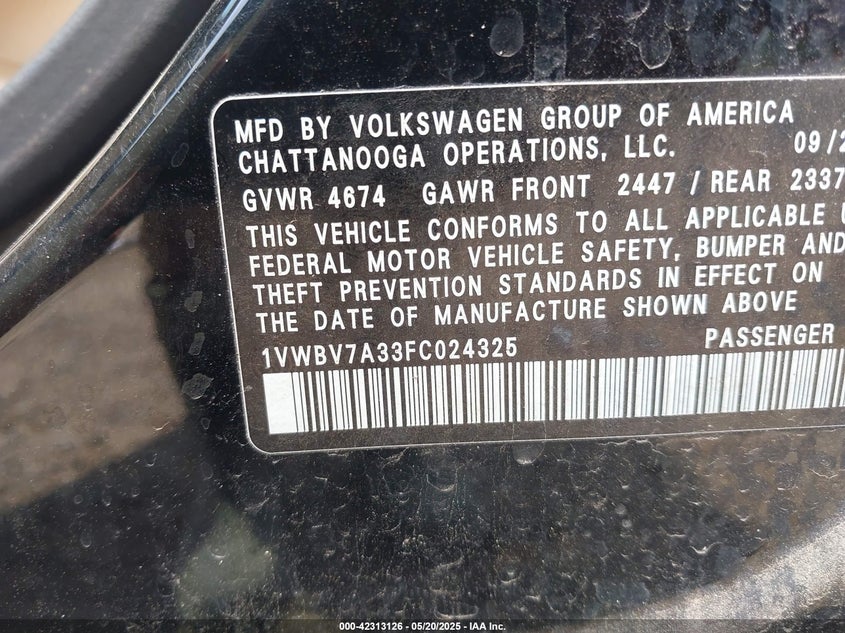 MFD BY VOLKSWAGEN GROUP OF AMERICA
CHATTANOOGA OPERATIONS, LLC. 09/2
GVWR 4674 GAWR FRONT 2447 / REAR 2337
THIS VEHICLE CONFORMS TO ALL APPLICABLE U
FEDERAL MOTOR VEHICLE SAFETY, BUMPER AND
THEFT PREVENTION STANDARDS IN EFFECT ON
THE DATE OF MANUFACTURE SHOWN ABOVE
1VWBV7A33FC024325 PASSENGER
000-42313126 - 05/20/2025 - IAA Inc.